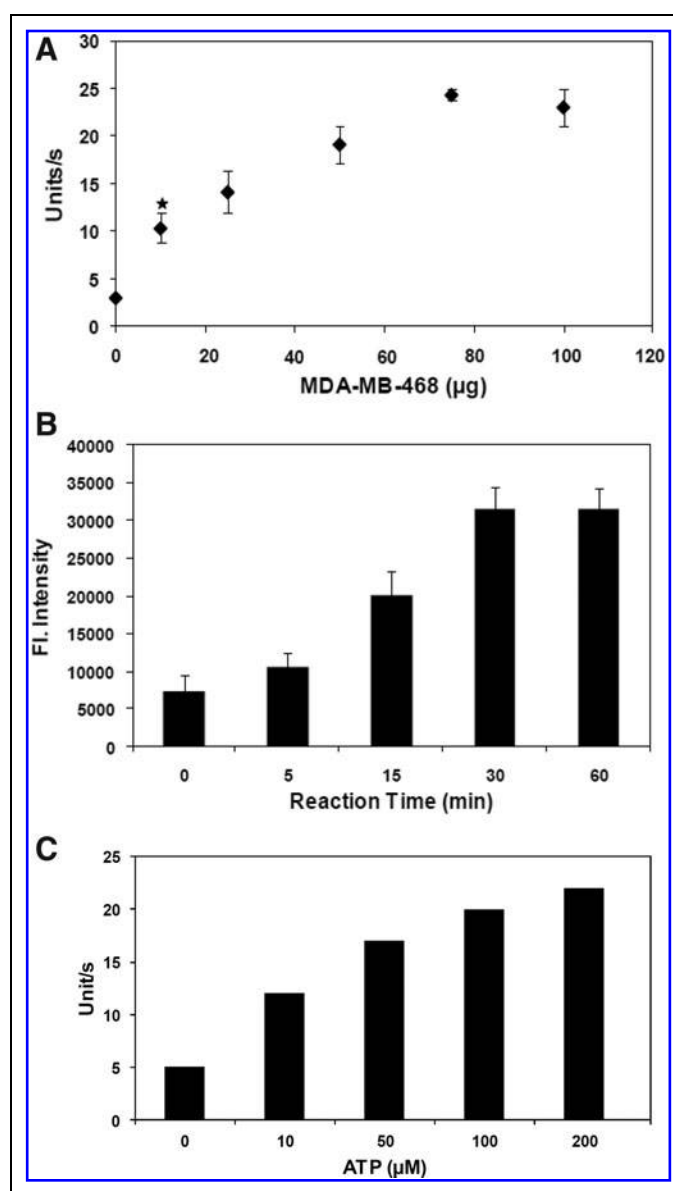 A
30
25
20
15
10
5
0
Units/s
0 20 40 60 80 100 120
MDA-MB-468 (µg)
B
40000
35000
30000
25000
20000
15000
10000
5000
0
Fl. Intensity
0 5 15 30 60
Reaction Time (min)
C
25
20
15
10
5
0
Unit/s
0 10 50 100 200
ATP (µM)